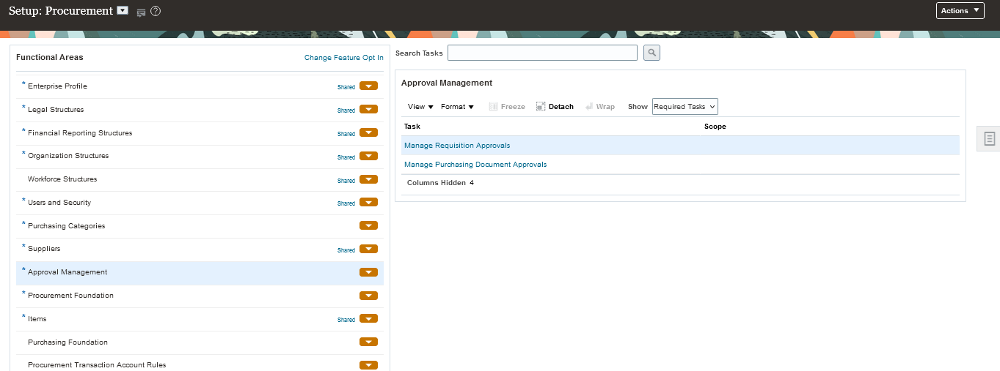 Setup: Procurement
Actions
Functional Areas
Change Feature Opt In
* Enterprise Profile Shared
* Legal Structures Shared
* Financial Reporting Structures Shared
* Organization Structures Shared
Workforce Structures Shared
* Users and Security Shared
* Purchasing Categories
* Suppliers Shared
* Approval Management
* Procurement Foundation
* Items Shared
Purchasing Foundation
Procurement Transaction Account Rules
Search Tasks
Approval Management
View Format Freeze Detach Wrap Show Required Tasks
Task Scope
Manage Requisition Approvals
Manage Purchasing Document Approvals
Columns Hidden 4